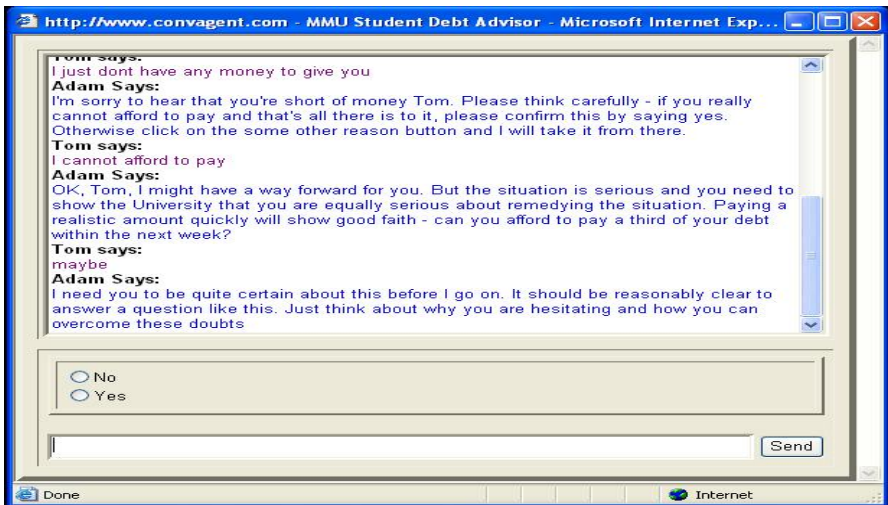 http://www.convagent.com - MMU Student Debt Advisor - Microsoft Internet Exp...
Tom says:
I just dont have any money to give you
Adam Says:
I'm sorry to hear that you're short of money Tom. Please think carefully - if you really
cannot afford to pay and that's all there is to it, please confirm this by saying yes.
Otherwise click on the some other reason button and I will take it from there.
Tom says:
I cannot afford to pay
Adam Says:
OK, Tom, I might have a way forward for you. But the situation is serious and you need to
show the University that you are equally serious about remedying the situation. Paying a
realistic amount quickly will show good faith - can you afford to pay a third of your debt
within the next week?
Tom says:
maybe
Adam Says:
I need you to be quite certain about this before I go on. It should be reasonably clear to
answer a question like this. Just think about why you are hesitating and how you can
overcome these doubts
No
Yes
Send
Done
Internet